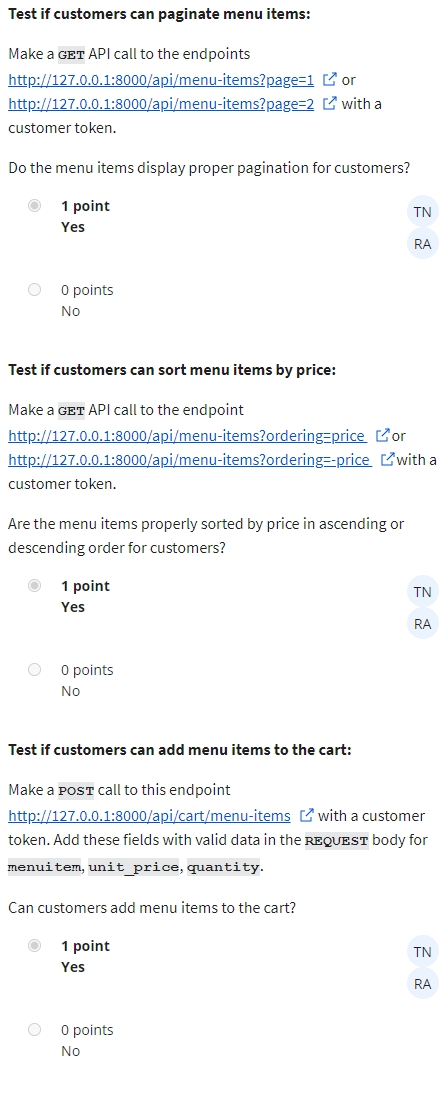 Test if customers can paginate menu items:
Make a GET API call to the endpoints
http://127.0.0.1:8000/api/menu-items?page=1 or
http://127.0.0.1:8000/api/menu-items?page=2 with a
customer token.
Do the menu items display proper pagination for customers?
1 point
Yes
TN
RA
0 points
No
Test if customers can sort menu items by price:
Make a GET API call to the endpoint
http://127.0.0.1:8000/api/menu-items?ordering=price or
http://127.0.0.1:8000/api/menu-items?ordering=-price with a
customer token.
Are the menu items properly sorted by price in ascending or
descending order for customers?
1 point
Yes
TN
RA
0 points
No
Test if customers can add menu items to the cart:
Make a POST call to this endpoint
http://127.0.0.1:8000/api/cart/menu-items with a customer
token. Add these fields with valid data in the REQUEST body for
menuitem, unit_price, quantity.
Can customers add menu items to the cart?
1 point
Yes
TN
RA
0 points
No